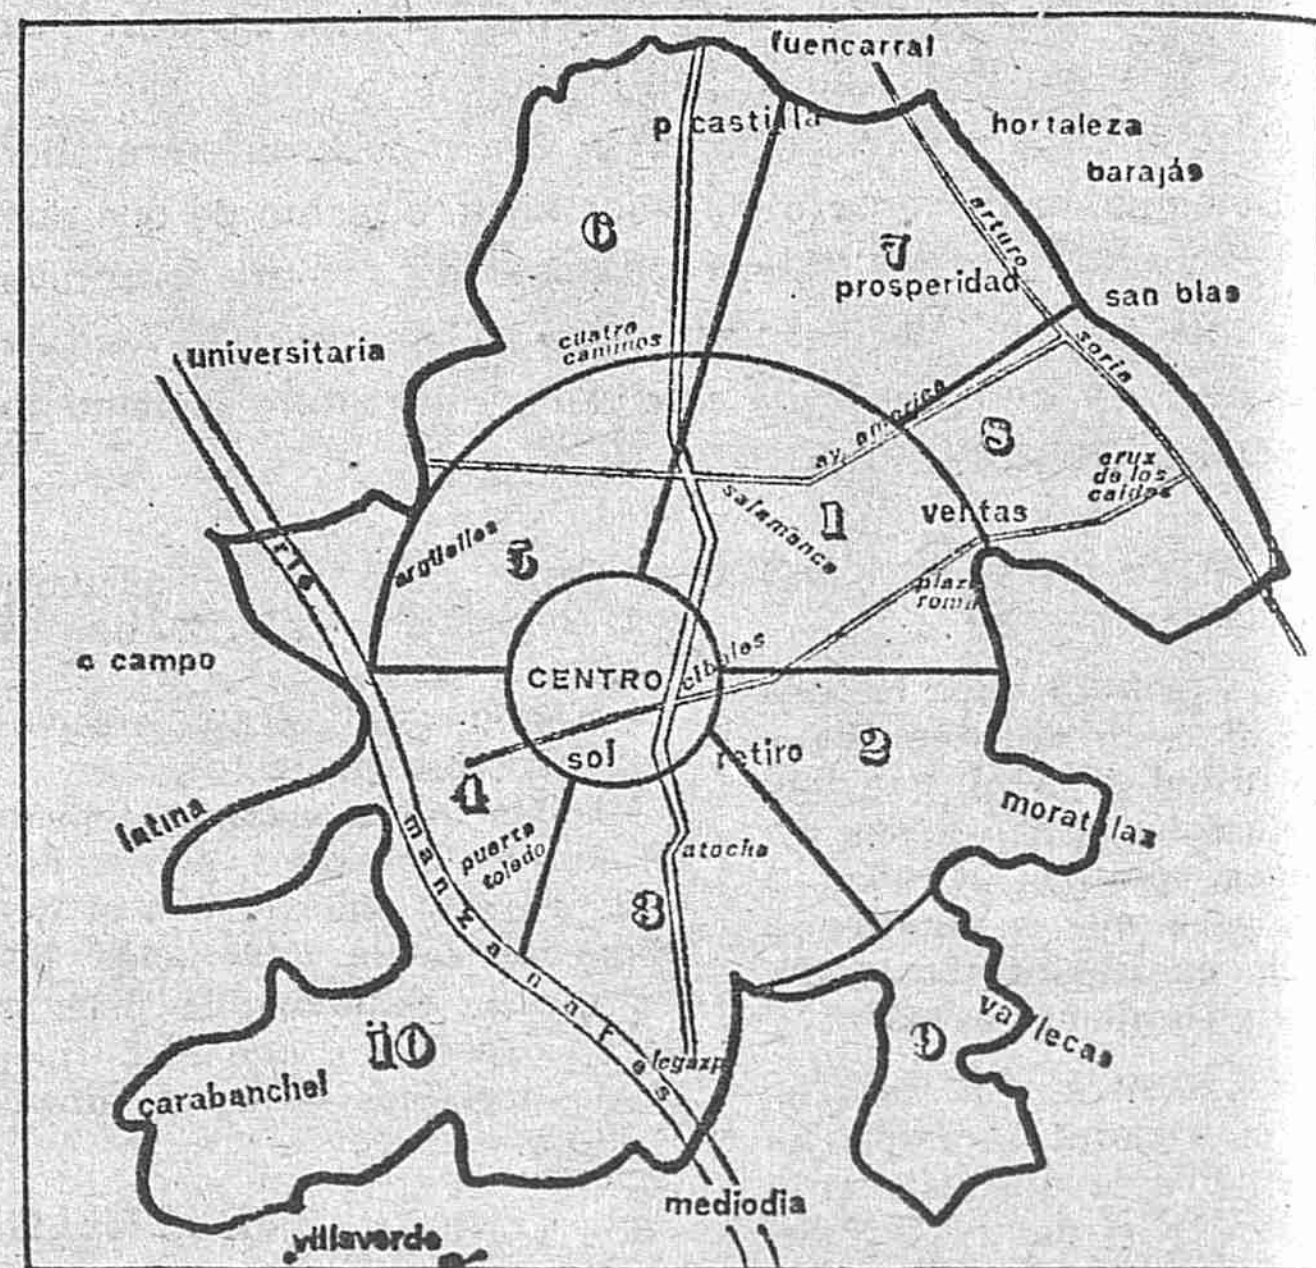 fuencarral
p castilla
hortaleza
barajás
6
arturo
7
prosperidad
san blas
cuatro
caminos
universitaria
soria
av. america
8
crux
de los
caidos
salamanca
1
ventas
argüelles
5
rio
plaza
roma
c campo
CENTRO
cibeles
sol
retiro
2
4
latina
moratalaz
manzanares
puerta
toledo
atocha
3
vallecas
10
9
legazpi
carabanchel
mediodia
villaverde